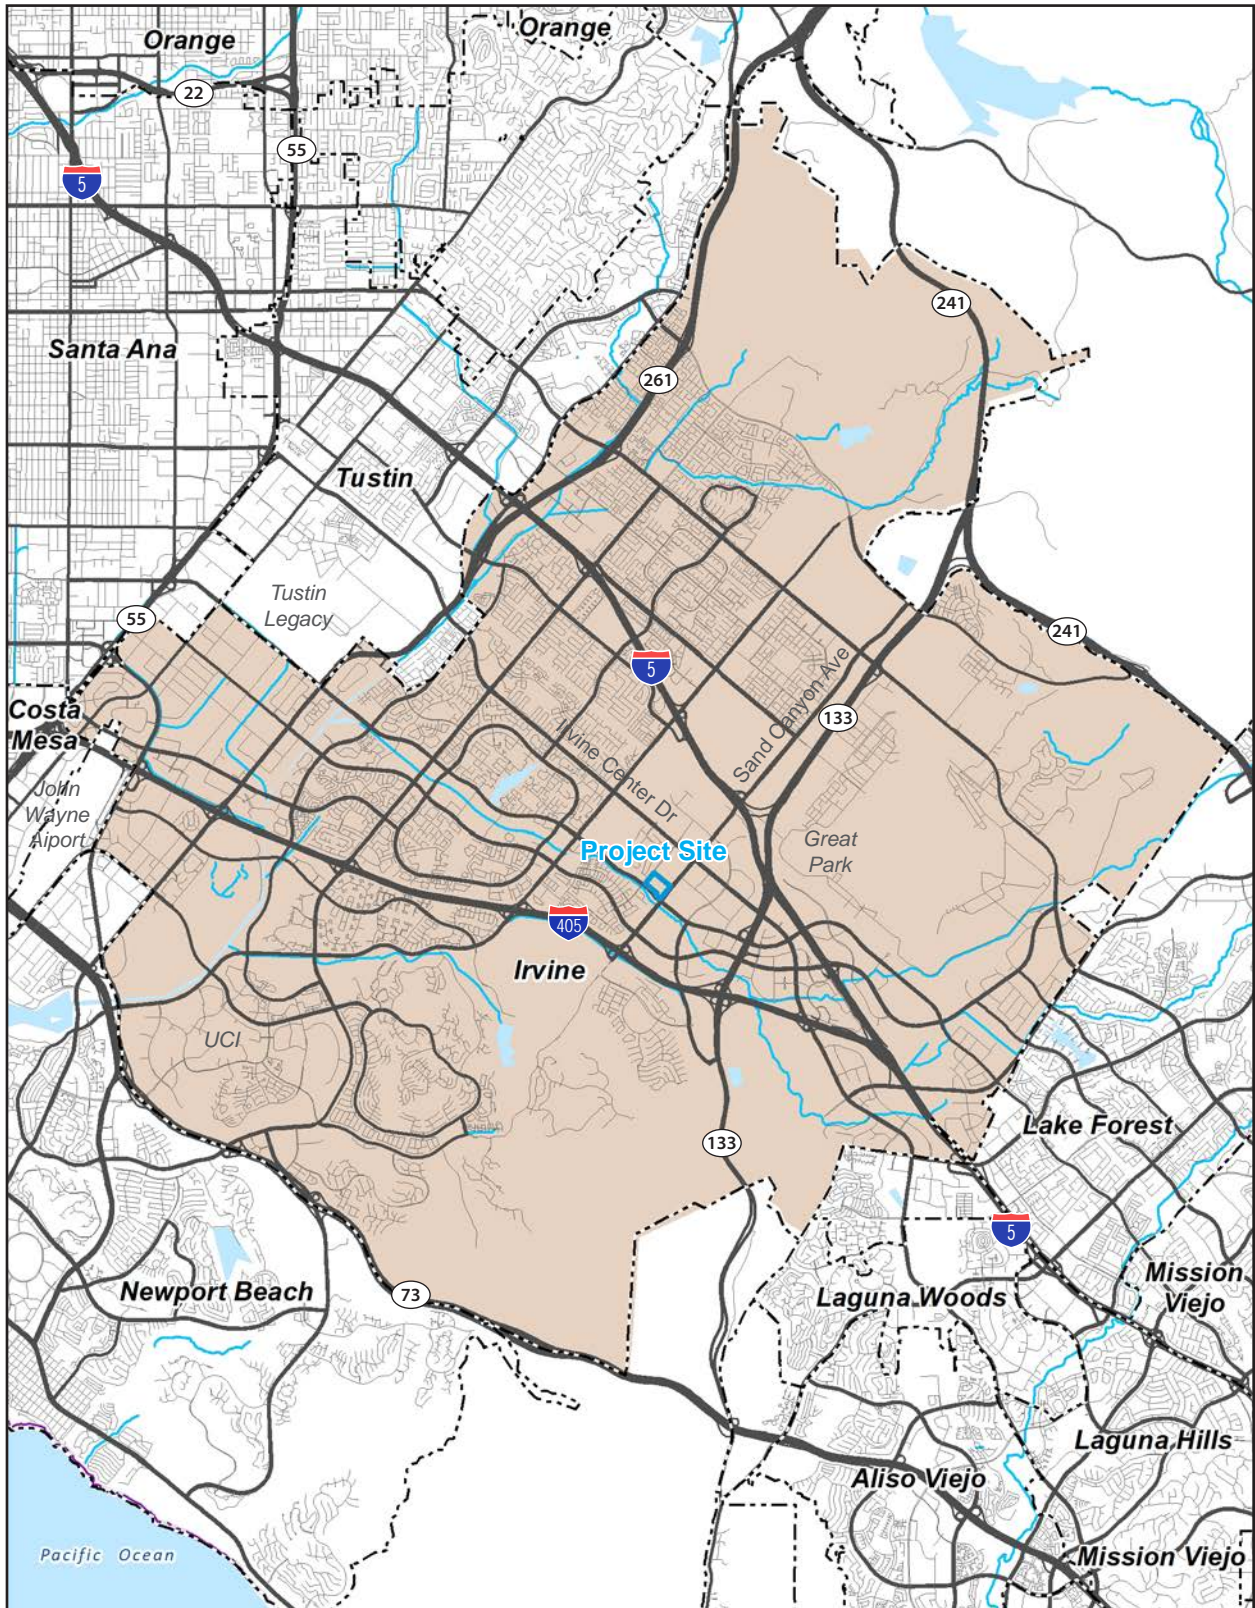 Orange
Orange
22
55
5
241
Santa Ana
261
Tustin
Tustin
Legacy
55
241
5
Costa
Mesa
133
Sand Canyon Ave
Irvine Center Dr
John
Wayne
Aiport
Great
Park
Project Site
405
Irvine
UCI
Lake Forest
133
5
Mission
Viejo
Newport Beach
73
Laguna Woods
Laguna Hills
Aliso Viejo
Pacific Ocean
Mission Viejo